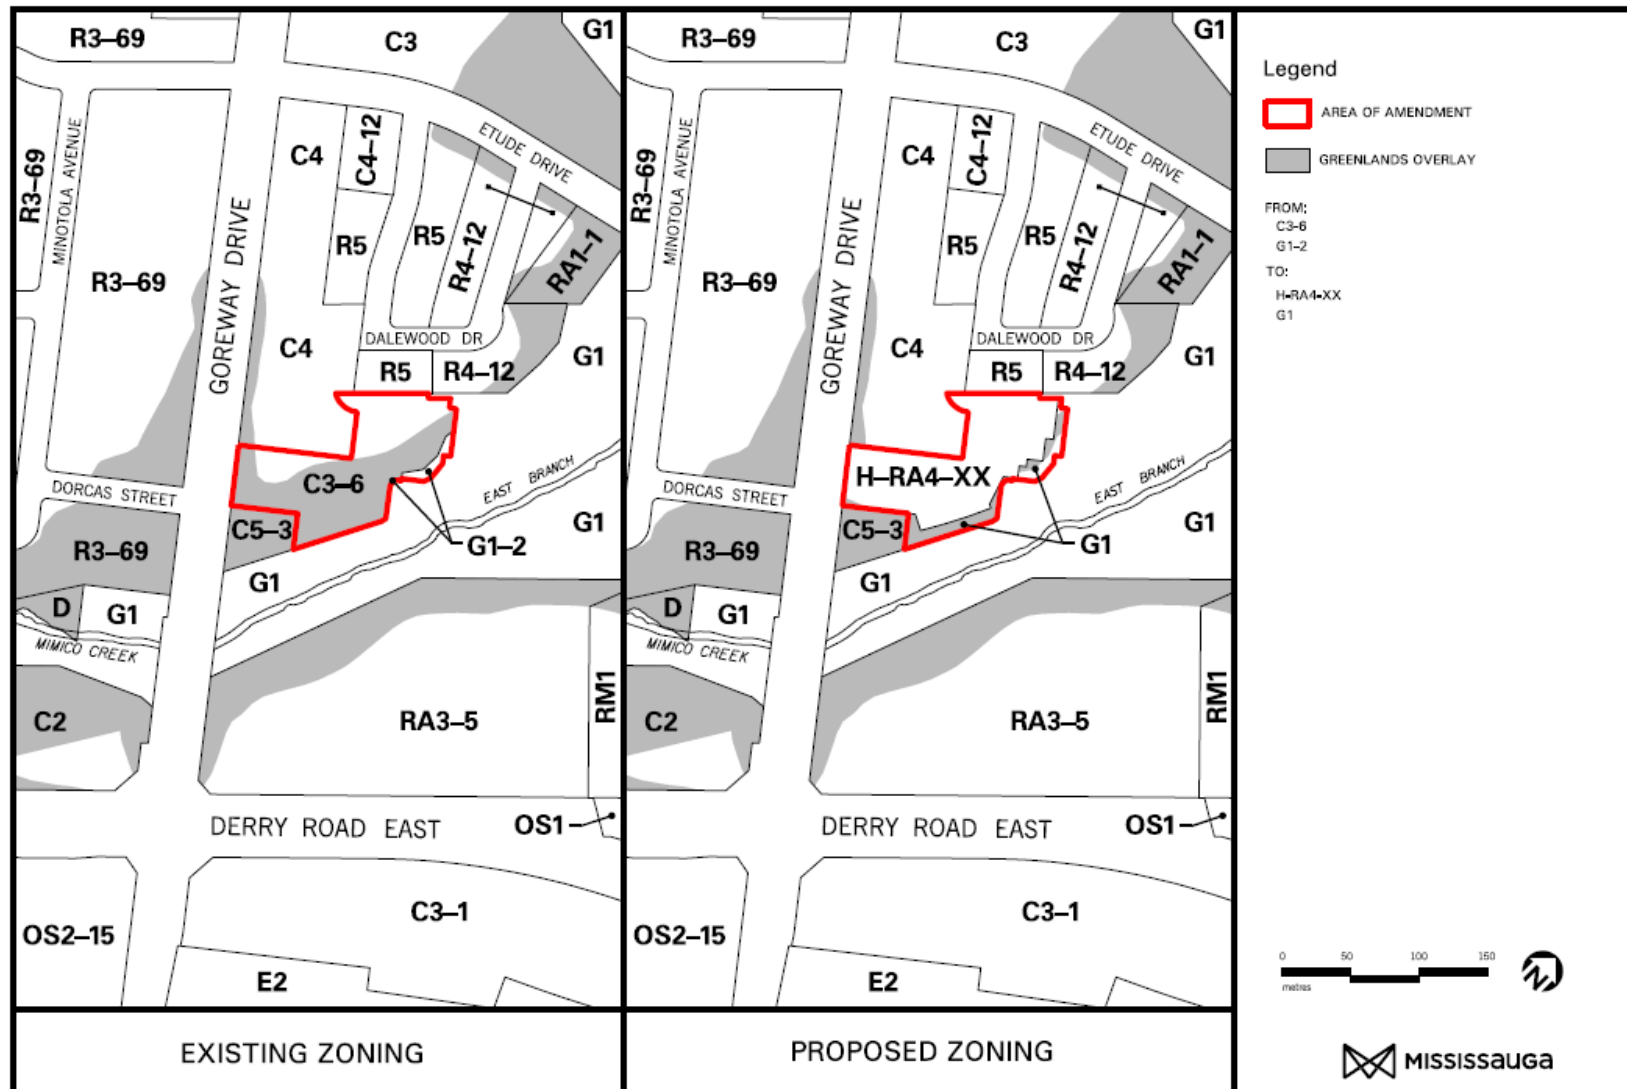 R3–69
C3
G1
MINOTOLA AVENUE
R3–69
R3–69
GOREWAY DRIVE
C4
C4–12
ETUDE DRIVE
R5
R5
R4–12
RA1–1
C4
DALEWOOD DR
R5
R4–12
G1
DORCAS STREET
C3–6
EAST BRANCH
C5–3
G1–2
G1
R3–69
G1
D
G1
MIMICO CREEK
C2
RA3–5
RM1
DERRY ROAD EAST
OS1
C3–1
OS2–15
E2
EXISTING ZONING
R3–69
C3
G1
MINOTOLA AVENUE
R3–69
R3–69
GOREWAY DRIVE
C4
C4–12
ETUDE DRIVE
R5
R5
R4–12
RA1–1
C4
DALEWOOD DR
R5
R4–12
G1
DORCAS STREET
H–RA4–XX
EAST BRANCH
C5–3
G1
G1
R3–69
G1
D
G1
MIMICO CREEK
C2
RA3–5
RM1
DERRY ROAD EAST
OS1
C3–1
OS2–15
E2
PROPOSED ZONING
Legend
AREA OF AMENDMENT
GREENLANDS OVERLAY
FROM:
C3-6
G1-2
TO:
H-RA4-XX
G1
0 50 100 150
metres
N
MISSISSAUGA